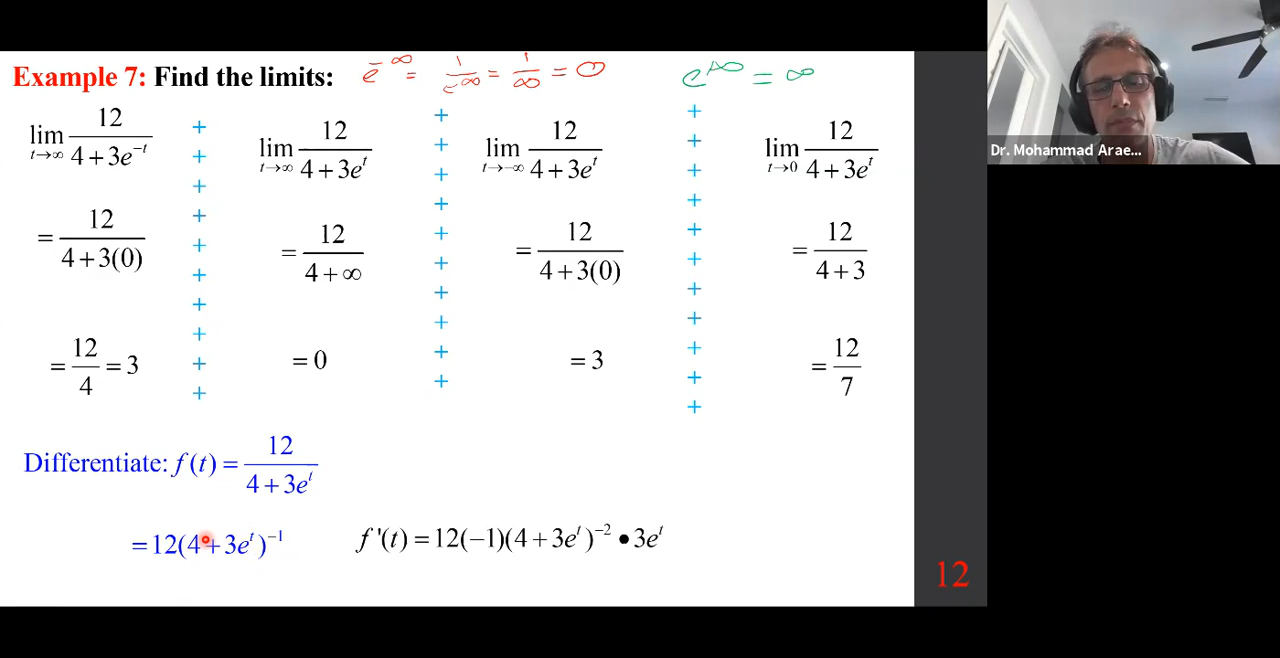 Example 7: Find the limits: e^{-∞} = 1/e^{∞} = 1/∞ = 0 e^{+∞} = ∞
lim_{t→∞} 12/(4 + 3e^{-t}) lim_{t→∞} 12/(4 + 3e^{t}) lim_{t→-∞} 12/(4 + 3e^{t}) lim_{t→0} 12/(4 + 3e^{t})
= 12/(4 + 3(0)) = 12/(4 + ∞) = 12/(4 + 3(0)) = 12/(4 + 3)
= 12/4 = 3 = 0 = 3 = 12/7
Differentiate: f(t) = 12/(4 + 3e^{t})
= 12(4 + 3e^{t})^{-1} f'(t) = 12(-1)(4 + 3e^{t})^{-2} • 3e^{t}
12
Dr. Mohammad Arae...